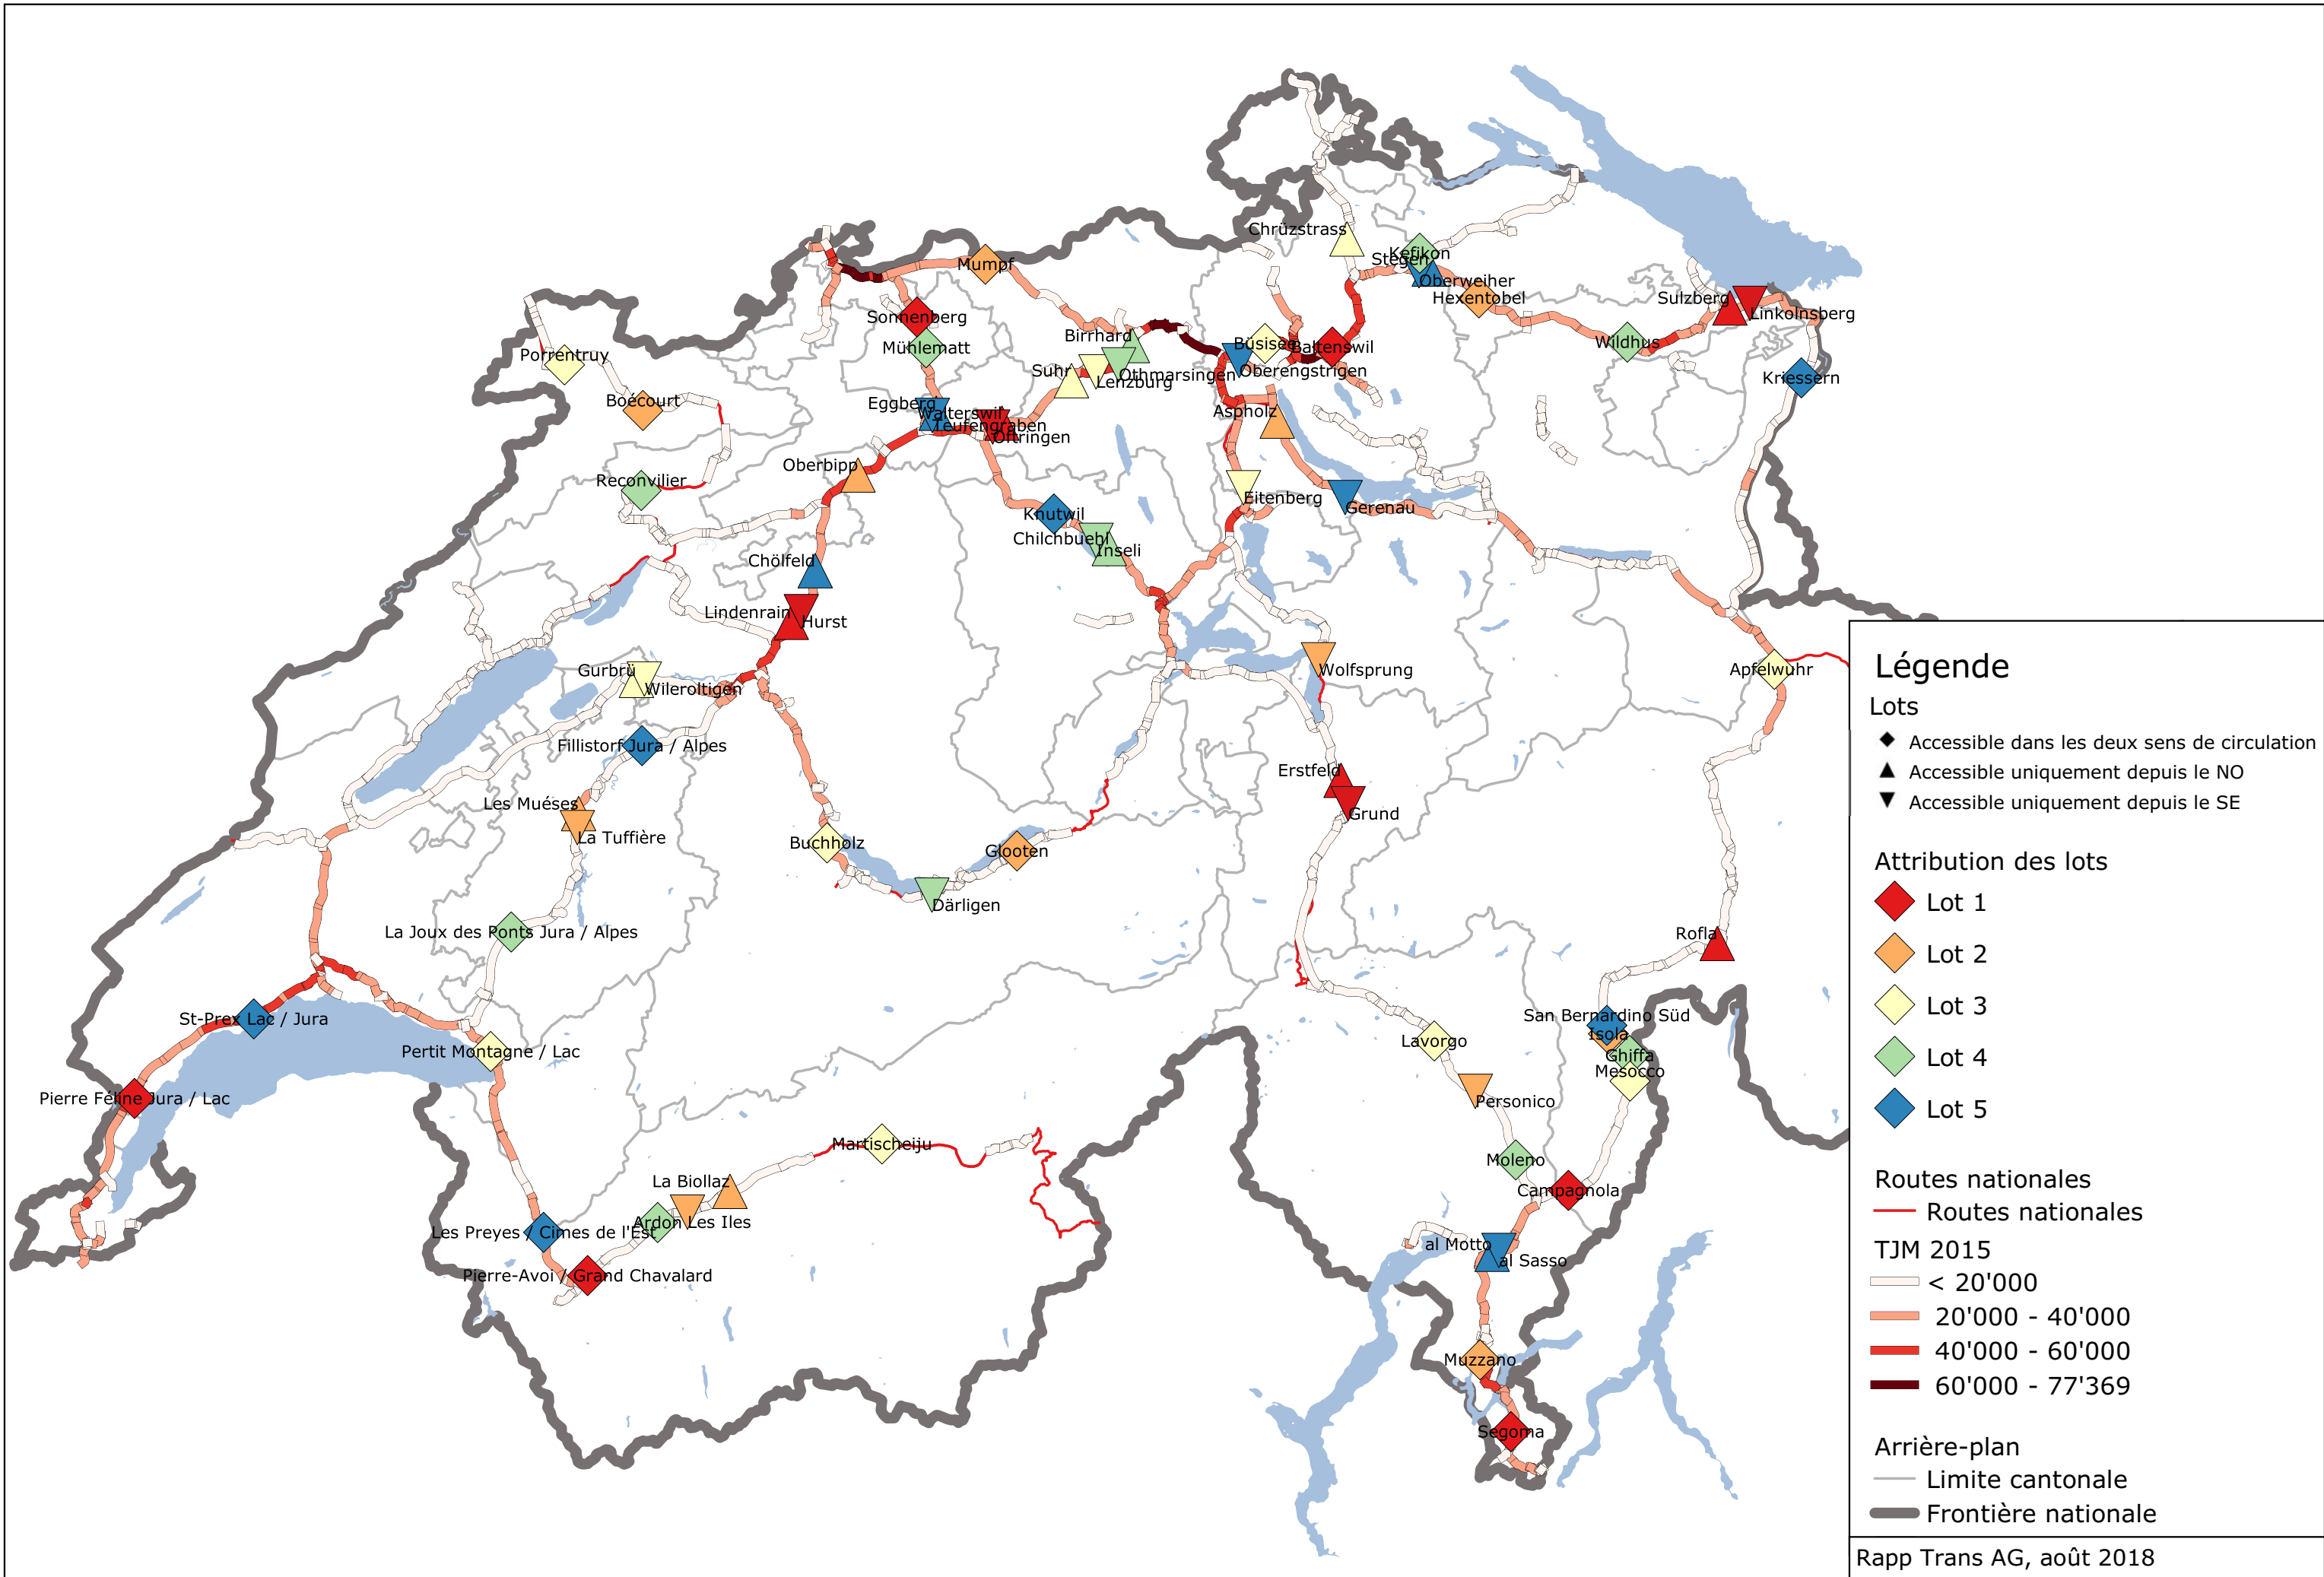 Chrüzstrass
Kefikon
Stegen
Mumpf
Oberweiher
Hexentobel
Sulzberg
Linkolnsberg
Sonnenberg
Birrhard
Büsisee
Baltenswil
Wildhus
Mühlematt
Porrentruy
Suhr
Othmarsingen
Oberengstrigen
Lenzburg
Kriessern
Boécourt
Eggberg
Walterswil
Teufengraben
Oftringen
Aspholz
Oberbipp
Reconvilier
Eitenberg
Gerenau
Knutwil
Chilchbuehl
Inseli
Chölfeld
Lindenrain
Hurst
Gurbrü
Wileroltigen
Wolfsprung
Apfelwuhr
Fillistorf Jura / Alpes
Erstfeld
Grund
Les Muéses
La Tuffière
Buchholz
Glooten
Därligen
La Joux des Ponts Jura / Alpes
Rofla
St-Prex Lac / Jura
San Bernardino Süd
Isola
Lavorgo
Ghiffa
Mesocco
Pertit Montagne / Lac
Pierre Féline Jura / Lac
Personico
Martischeiju
Moleno
La Biollaz
Campagnola
Ardon
Les Iles
Les Preyes / Cimes de l'Est
al Motto
al Sasso
Pierre-Avoi / Grand Chavalard
Muzzano
Segoma
Légende
Lots
Accessible dans les deux sens de circulation
Accessible uniquement depuis le NO
Accessible uniquement depuis le SE
Attribution des lots
Lot 1
Lot 2
Lot 3
Lot 4
Lot 5
Routes nationales
Routes nationales
TJM 2015
< 20'000
20'000 - 40'000
40'000 - 60'000
60'000 - 77'369
Arrière-plan
Limite cantonale
Frontière nationale
Rapp Trans AG, août 2018